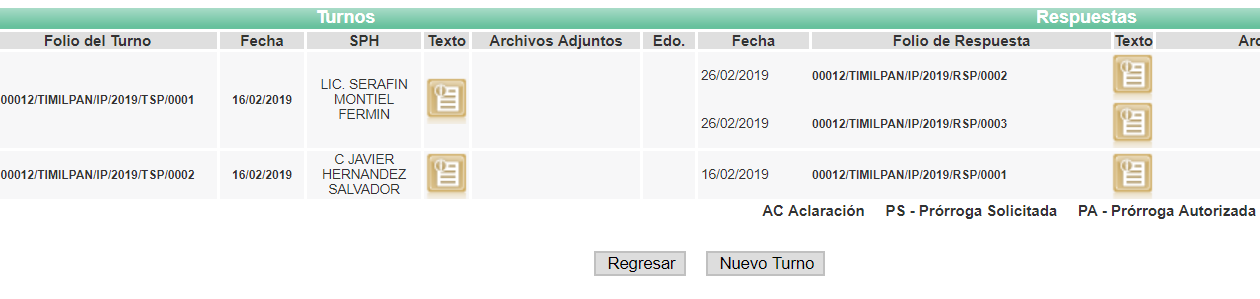 Turnos Respuestas
Folio del Turno Fecha SPH Texto Archivos Adjuntos Edo. Fecha Folio de Respuesta Texto
00012/TIMILPAN/IP/2019/TSP/0001 16/02/2019
LIC. SERAFIN
MONTIEL
FERMIN
26/02/2019 00012/TIMILPAN/IP/2019/RSP/0002
26/02/2019 00012/TIMILPAN/IP/2019/RSP/0003
00012/TIMILPAN/IP/2019/TSP/0002 16/02/2019
C JAVIER
HERNANDEZ
SALVADOR
16/02/2019 00012/TIMILPAN/IP/2019/RSP/0001
AC Aclaración PS - Prórroga Solicitada PA - Prórroga Autorizada
Regresar Nuevo Turno